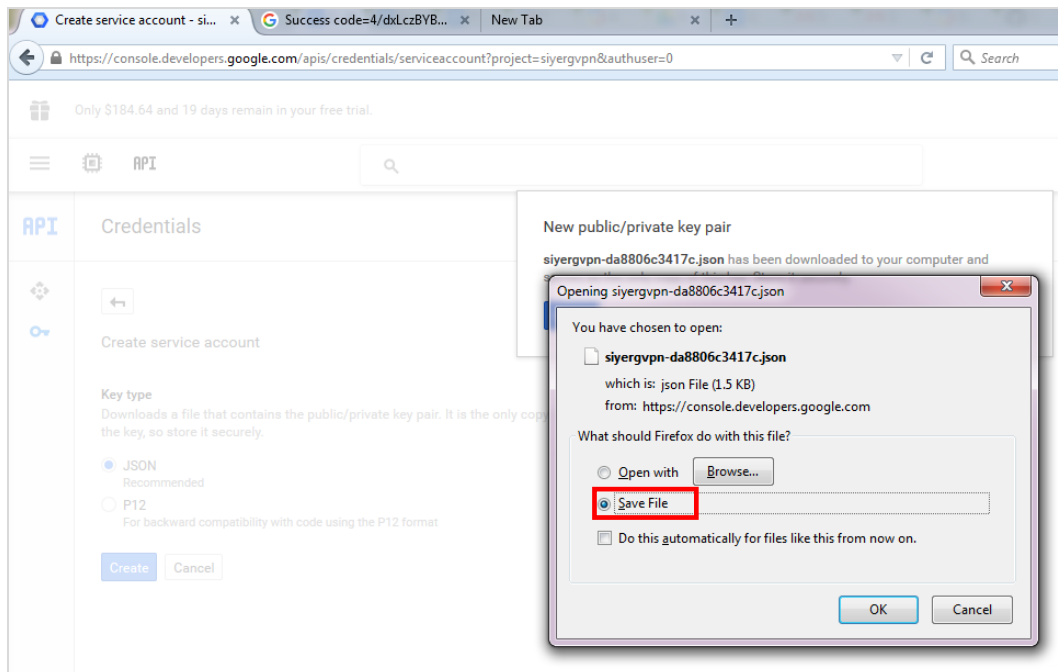 Create service account - si...
Success code=4/dxLczBYB...
New Tab
https://console.developers.google.com/apis/credentials/serviceaccount?project=siyergvpn&authuser=0
Search
Only $184.64 and 19 days remain in your free trial.
API
API
Credentials
New public/private key pair
siyergvpn-da8806c3417c.json has been downloaded to your computer and
Opening siyergvpn-da8806c3417c.json
You have chosen to open:
siyergvpn-da8806c3417c.json
which is: json File (1.5 KB)
from: https://console.developers.google.com
What should Firefox do with this file?
Open with
Browse...
Save File
Do this automatically for files like this from now on.
OK
Cancel
Create service account
Key type
Downloads a file that contains the public/private key pair. It is the only copy
the key, so store it securely.
JSON
Recommended
P12
For backward compatibility with code using the P12 format
Create
Cancel